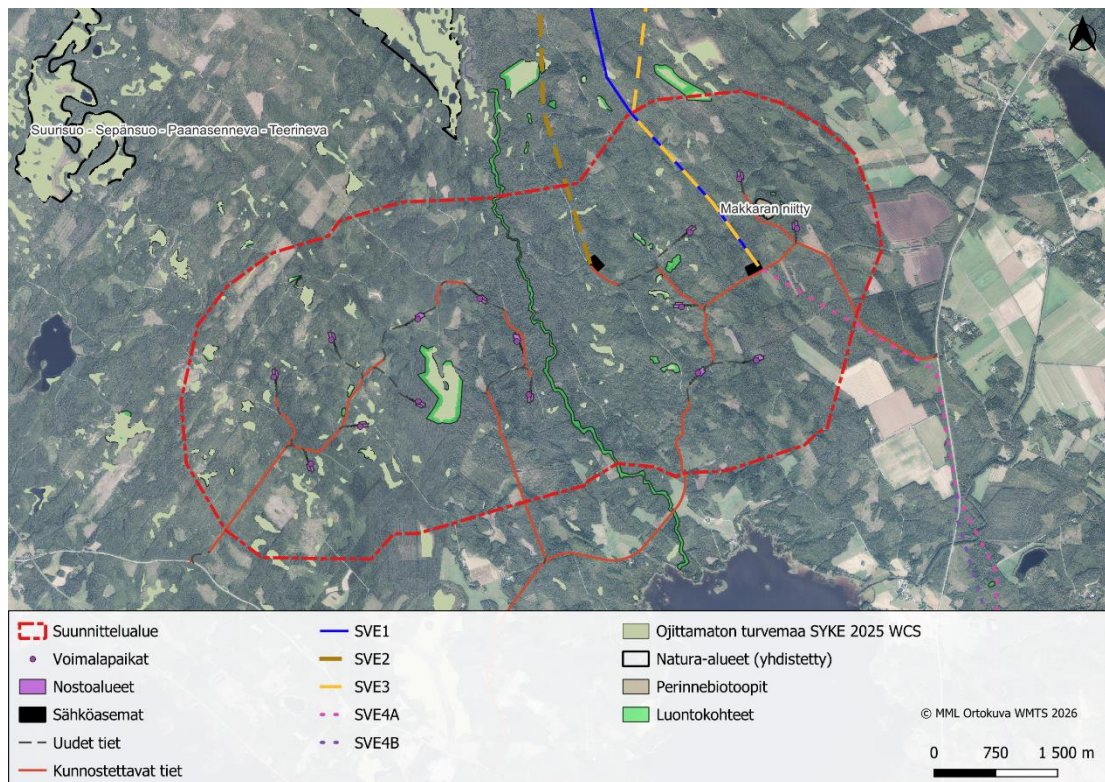 Suurisuo - Sepänsuo - Paanasenneva - Teerineva
Makkaran niitty
Suunnittelualue
Voimalapaikat
Nostoalueet
Sähköasemat
Uudet tiet
Kunnostettavat tiet
SVE1
SVE2
SVE3
SVE4A
SVE4B
Ojittamaton turvemaa SYKE 2025 WCS
Natura-alueet (yhdistetty)
Perinnebiotoopit
Luontokohteet
© MML Ortokuva WMTS 2026
0 750 1 500 m